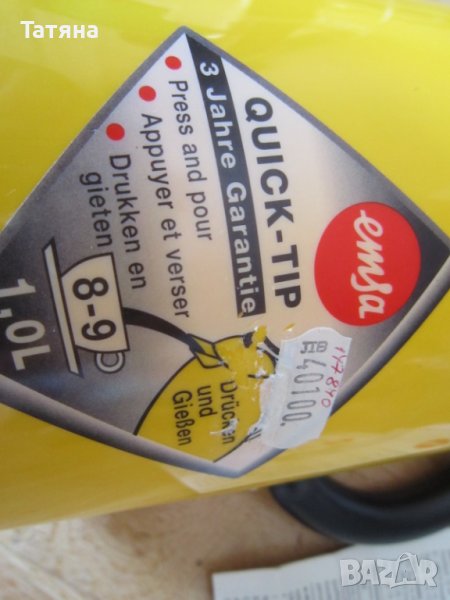 Татяна
QUICK-TIP
3 Jahre Garantie
Press and pour
Appuyer et verser
Drukken en
gieten
emsa
8-9
1,0L
Drücken
und
Gießen
40100.
BAZAR